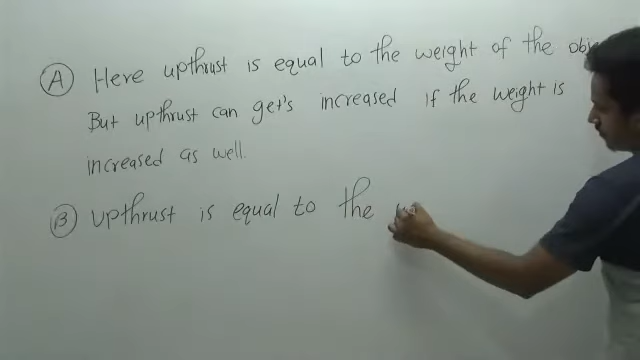 A Here upthrust is equal to the weight of the
But upthrust can get's increased if the weight is
increased as well.
B Upthrust is equal to the